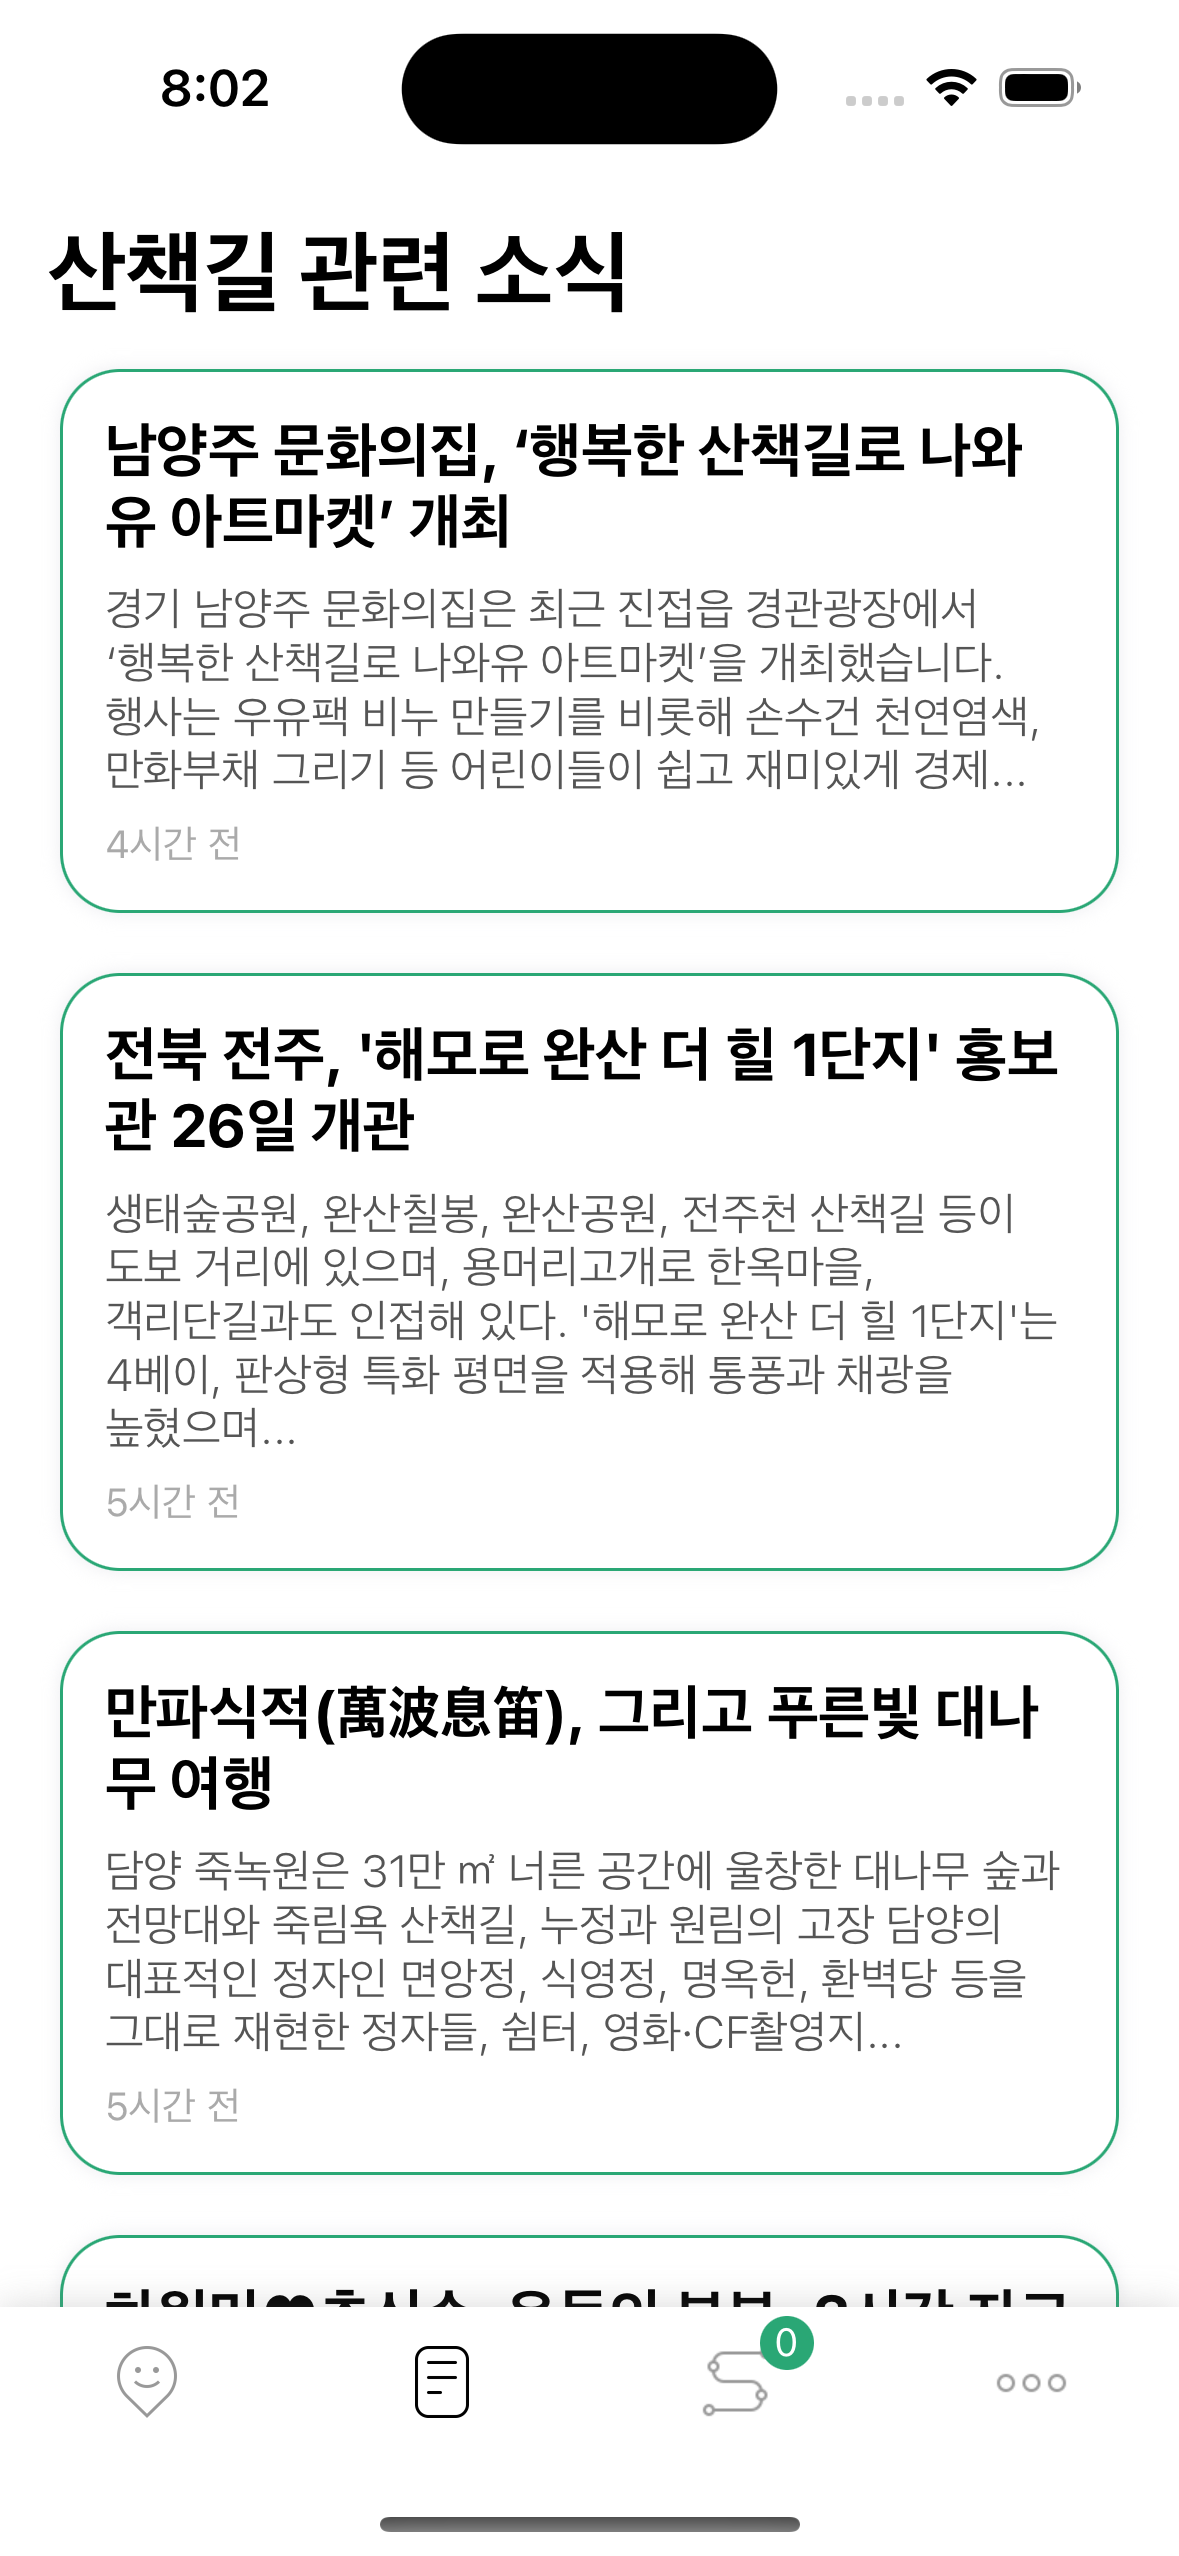 8:02
산책길 관련 소식
남양주 문화의집, ‘행복한 산책길로 나와
유 아트마켓’ 개최
경기 남양주 문화의집은 최근 진접읍 경관광장에서
‘행복한 산책길로 나와유 아트마켓’을 개최했습니다.
행사는 우유팩 비누 만들기를 비롯해 손수건 천연염색,
만화부채 그리기 등 어린이들이 쉽고 재미있게 경제...
4시간 전
전북 전주, '해모로 완산 더 힐 1단지' 홍보
관 26일 개관
생태숲공원, 완산칠봉, 완산공원, 전주천 산책길 등이
도보 거리에 있으며, 용머리고개로 한옥마을,
객리단길과도 인접해 있다. '해모로 완산 더 힐 1단지'는
4베이, 판상형 특화 평면을 적용해 통풍과 채광을
높혔으며...
5시간 전
만파식적(萬波息笛), 그리고 푸른빛 대나
무 여행
담양 죽녹원은 31만 ㎡ 너른 공간에 울창한 대나무 숲과
전망대와 죽림욕 산책길, 누정과 원림의 고장 담양의
대표적인 정자인 면앙정, 식영정, 명옥헌, 환벽당 등을
그대로 재현한 정자들, 쉼터, 영화·CF촬영지...
5시간 전
0